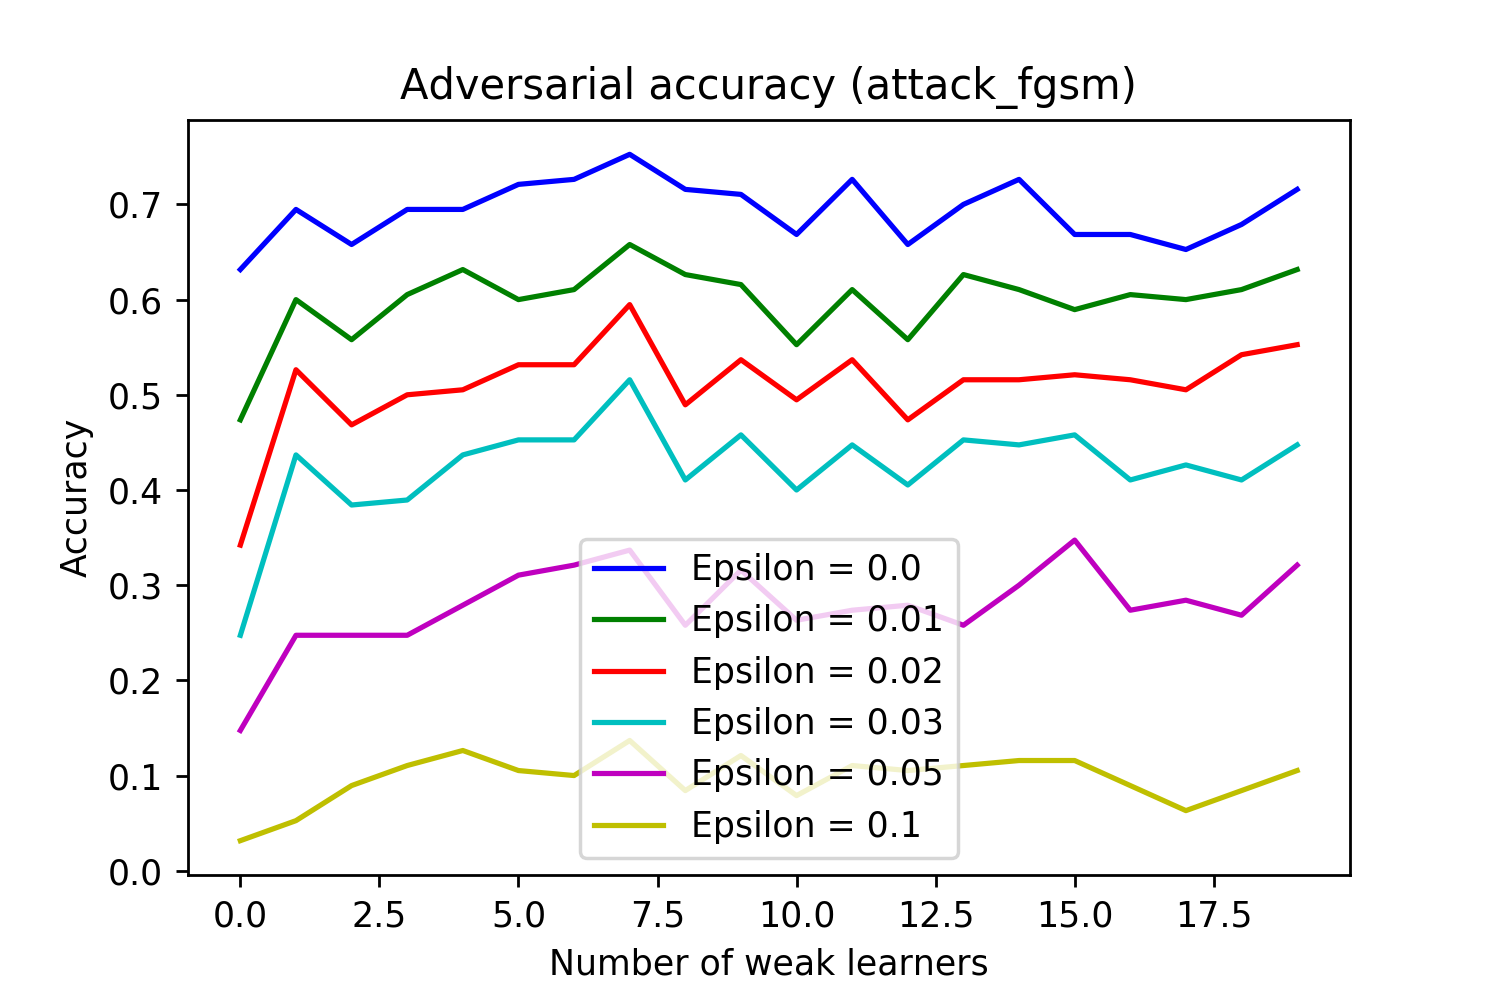 Adversarial accuracy (attack_fgsm)
Accuracy
0.7
0.6
0.5
0.4
0.3
0.2
0.1
0.0
Epsilon = 0.0
Epsilon = 0.01
Epsilon = 0.02
Epsilon = 0.03
Epsilon = 0.05
Epsilon = 0.1
0.0 2.5 5.0 7.5 10.0 12.5 15.0 17.5
Number of weak learners